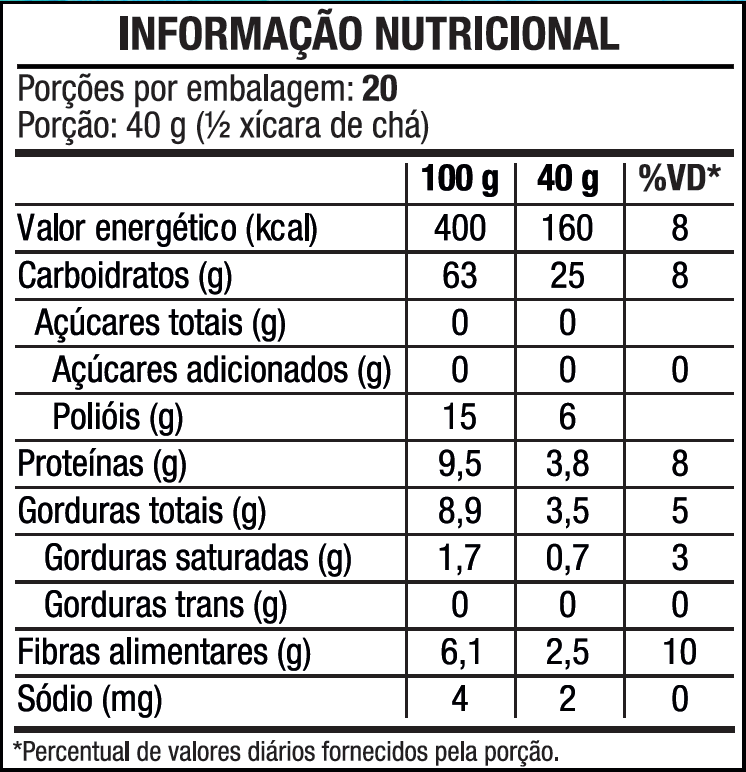 INFORMAÇÃO NUTRICIONAL
Porções por embalagem: 20
Porção: 40 g (½ xícara de chá)
100 g 40 g %VD*
Valor energético (kcal) 400 160 8
Carboidratos (g) 63 25 8
Açúcares totais (g) 0 0
Açúcares adicionados (g) 0 0 0
Polióis (g) 15 6
Proteínas (g) 9,5 3,8 8
Gorduras totais (g) 8,9 3,5 5
Gorduras saturadas (g) 1,7 0,7 3
Gorduras trans (g) 0 0 0
Fibras alimentares (g) 6,1 2,5 10
Sódio (mg) 4 2 0
*Percentual de valores diários fornecidos pela porção.